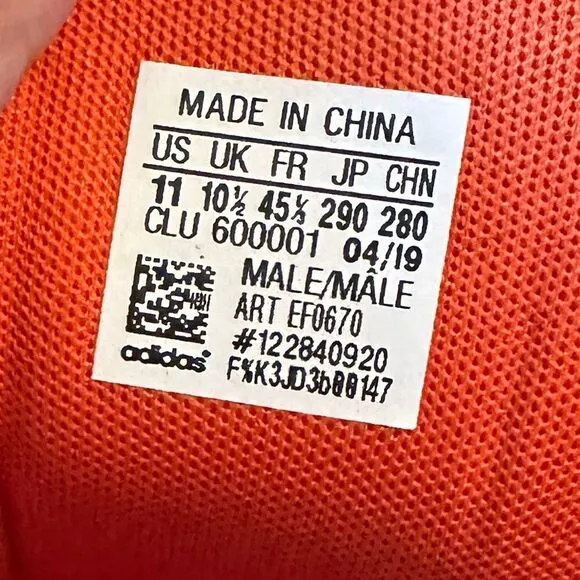 MADE IN CHINA
US UK FR JP CHN
11 10½ 45⅓ 290 280
CLU 600001 04/19
MALE/MÂLE
ART EF0670
#122840920
adidas